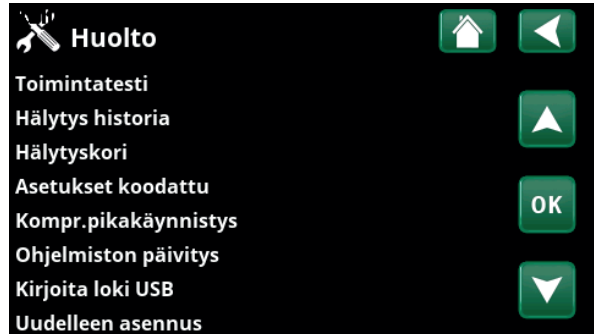 Huolto
Toimintatesti
Hälytys historia
Hälytyskori
Asetukset koodattu
Kompr.pikakäynnistys
OK
Ohjelmiston päivitys
Kirjoita loki USB
Uudelleen asennus